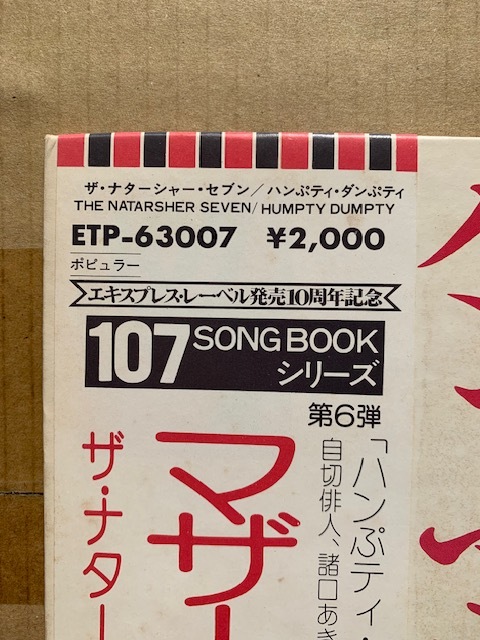 ザ・ナターシャー・セブン/ハンぷティ・ダンぷティ
THE NATARSHER SEVEN/HUMPTY DUMPTY
ETP-63007 ¥2,000
ポピュラー
エキスプレス・レーベル発売10周年記念
107 SONG BOOK シリーズ
第6弾
「ハンぷティ・
自切俳人、諸口あき
マザー
ザ・ナター